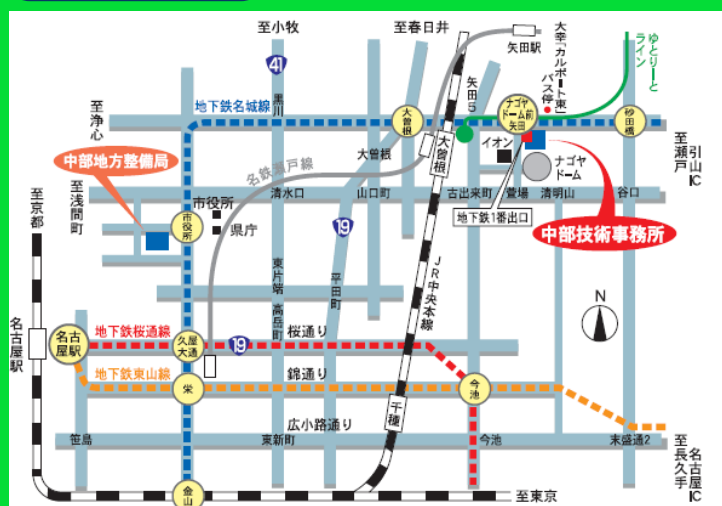 至小牧
至春日井
矢田駅
大幸「カルポート東」
バス停
ゆとりーと
ライン
41
黒川
至浄心
地下鉄名城線
大曽根
矢田5
ナゴヤ
ドーム前
矢田
砂田橋
中部地方整備局
名鉄瀬戸線
大曽根
大曽根
イオン
ナゴヤ
ドーム
至瀬戸
引山IC
至京都
至浅間町
市役所
市役所
県庁
清水口
山口町
古出来町
萱場
清明山
谷口
19
地下鉄1番出口
中部技術事務所
東片端
平田町
JR中央本線
高岳町
N
名古屋駅
名古
屋駅
地下鉄桜通線
久屋
大通
19
桜通り
地下鉄東山線
栄
錦通り
今池
千種
広小路通り
笹島
東新町
今池
末盛通2
至長久手
名古屋IC
金山
至東京